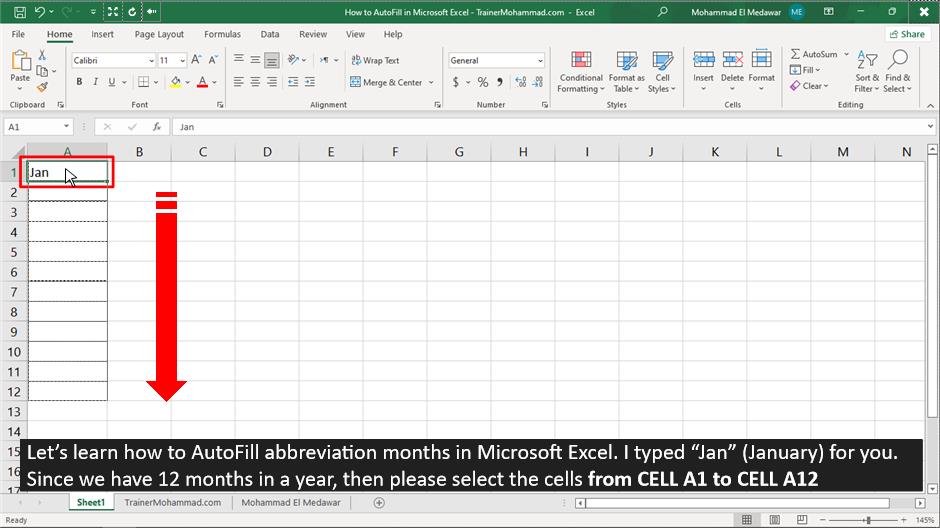 How to AutoFill in Microsoft Excel - TrainerMohammad.com - Excel
Mohammad El Medawar
ME
File Home Insert Page Layout Formulas Data Review View Help
Share
Paste
Clipboard
Calibri 11
B I U
Font
Wrap Text
Merge & Center
Alignment
General
$ % ,
Number
Conditional Formatting
Format as Table
Cell Styles
Styles
Insert Delete Format
Cells
AutoSum
Fill
Clear
Sort & Filter
Find & Select
Editing
A1 fx Jan
A B C D E F G H I J K L M N
1 Jan
2
3
4
5
6
7
8
9
10
11
12
13
14
15
16
17
Let’s learn how to AutoFill abbreviation months in Microsoft Excel. I typed “Jan” (January) for you.
Since we have 12 months in a year, then please select the cells from CELL A1 to CELL A12
Sheet1 TrainerMohammad.com Mohammad El Medawar
Ready
145%